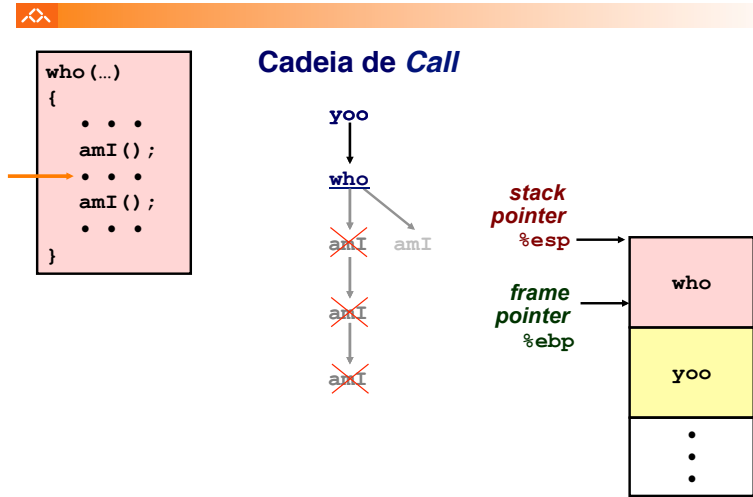 Cadeia de Call
who(…)
{
• • •
amI();
• • •
amI();
• • •
}
yoo
who
amI amI
amI
amI
stack
pointer
%esp
frame
pointer
%ebp
who
yoo
•
•
•